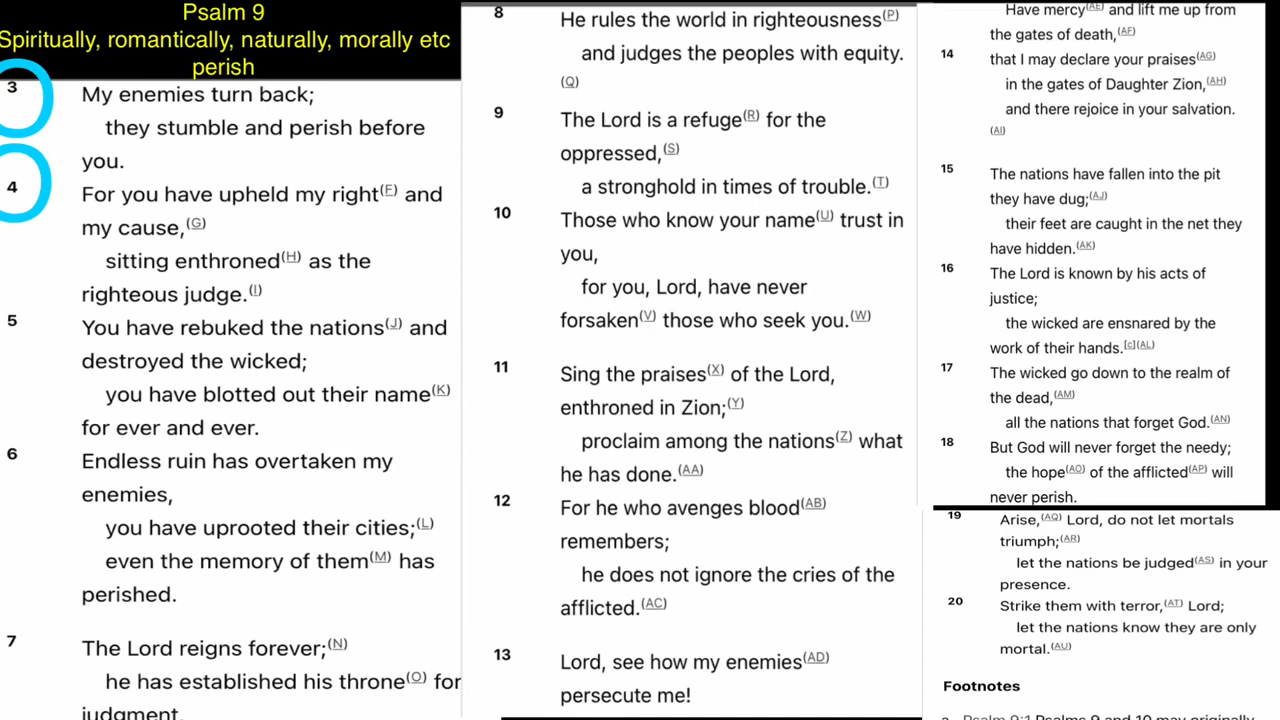 Psalm 9
Spiritually, romantically, naturally, morally etc
perish
3 My enemies turn back;
they stumble and perish before
you.
4 For you have upheld my right(F) and
my cause,(G)
sitting enthroned(H) as the
righteous judge.(I)
5 You have rebuked the nations(J) and
destroyed the wicked;
you have blotted out their name(K)
for ever and ever.
6 Endless ruin has overtaken my
enemies,
you have uprooted their cities;(L)
even the memory of them(M) has
perished.
7 The Lord reigns forever;(N)
he has established his throne(O) for
judgment.
8 He rules the world in righteousness(P)
and judges the peoples with equity.
(Q)
9 The Lord is a refuge(R) for the
oppressed,(S)
a stronghold in times of trouble.(T)
10 Those who know your name(U) trust in
you,
for you, Lord, have never
forsaken(V) those who seek you.(W)
11 Sing the praises(X) of the Lord,
enthroned in Zion;(Y)
proclaim among the nations(Z) what
he has done.(AA)
12 For he who avenges blood(AB)
remembers;
he does not ignore the cries of the
afflicted.(AC)
13 Lord, see how my enemies(AD)
persecute me!
Have mercy(AE) and lift me up from
the gates of death,(AF)
14 that I may declare your praises(AG)
in the gates of Daughter Zion,(AH)
and there rejoice in your salvation.
(AI)
15 The nations have fallen into the pit
they have dug;(AJ)
their feet are caught in the net they
have hidden.(AK)
16 The Lord is known by his acts of
justice;
the wicked are ensnared by the
work of their hands.[c](AL)
17 The wicked go down to the realm of
the dead,(AM)
all the nations that forget God.(AN)
18 But God will never forget the needy;
the hope(AO) of the afflicted(AP) will
never perish.
19 Arise,(AQ) Lord, do not let mortals
triumph;(AR)
let the nations be judged(AS) in your
presence.
20 Strike them with terror,(AT) Lord;
let the nations know they are only
mortal.(AU)
Footnotes
a Psalm 9:1 Psalms 9 and 10 may originally